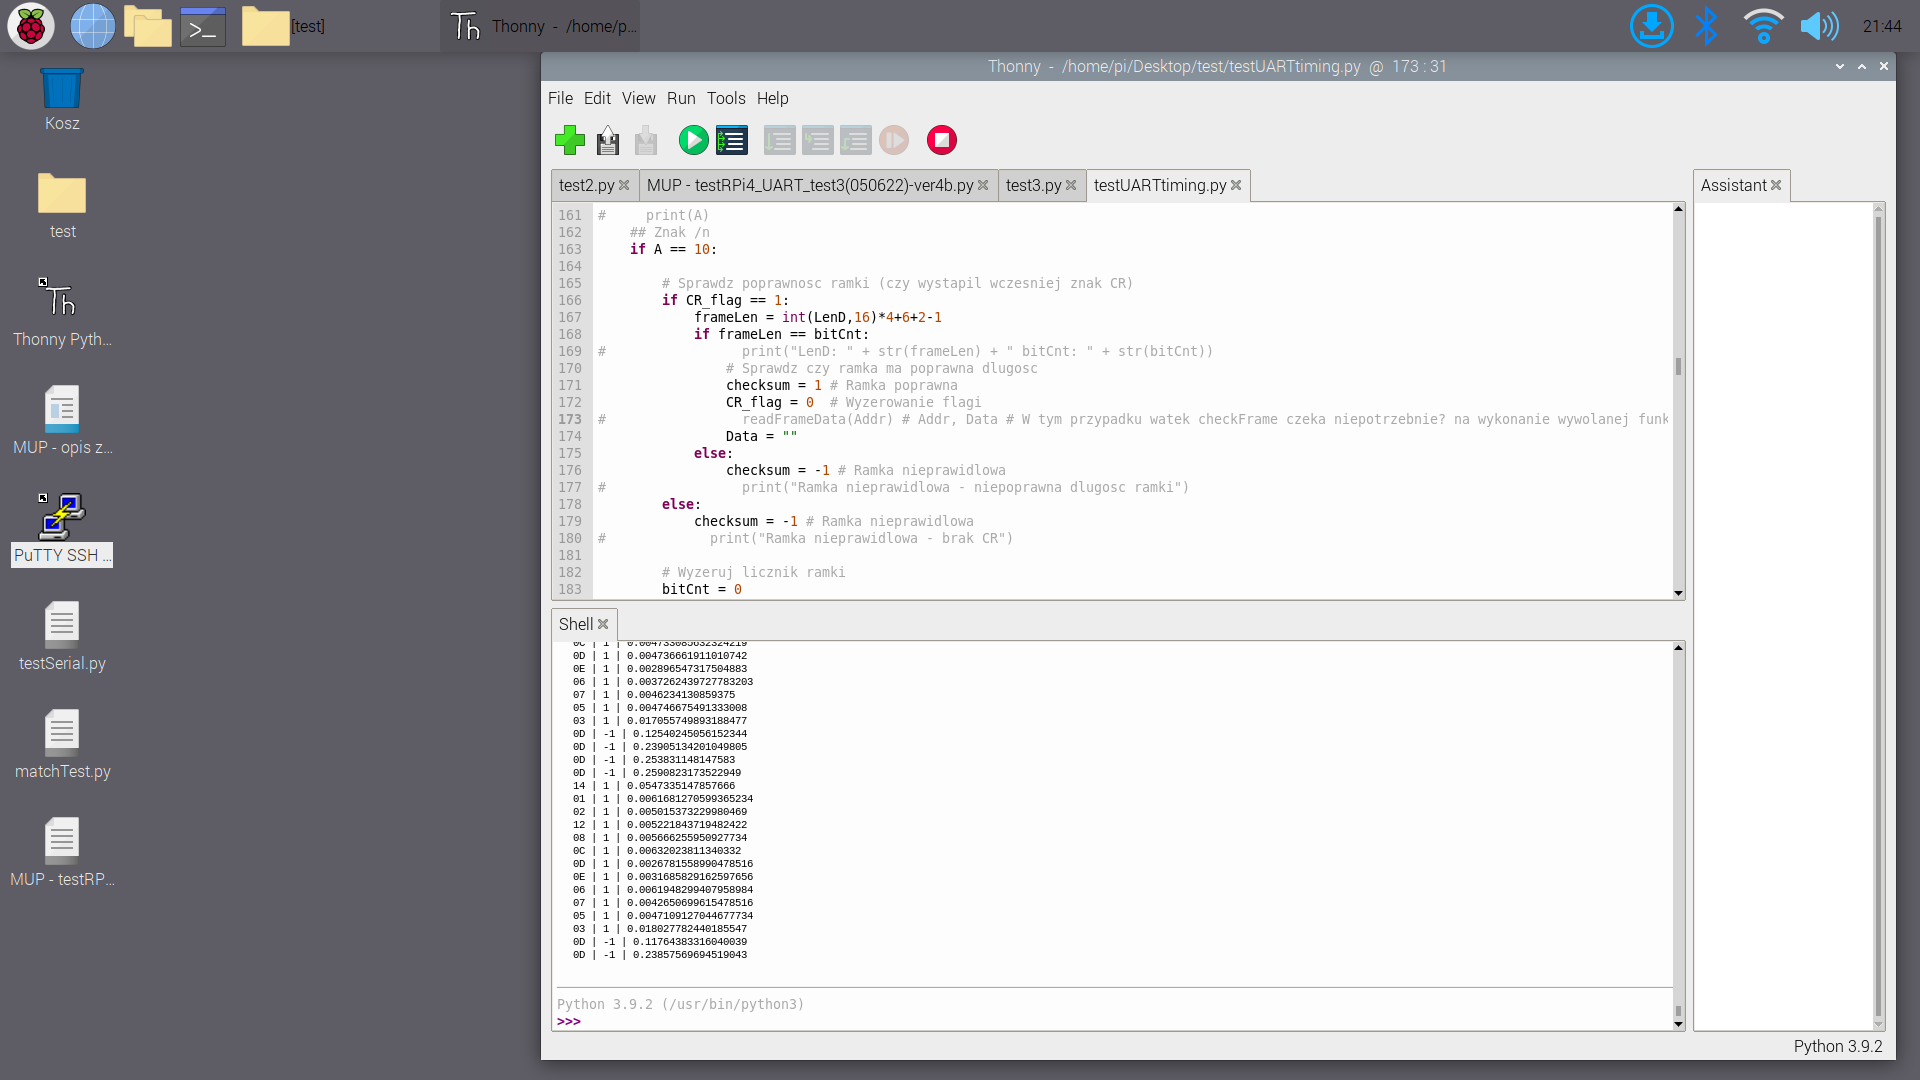 [test]
Th Thonny - /home/p...
21:44
Kosz
test
Th
Thonny Pyth...
MUP - opis z...
PuTTY SSH ...
testSerial.py
matchTest.py
MUP - testRP...
Thonny - /home/pi/Desktop/test/testUARTtiming.py @ 173 : 31
File Edit View Run Tools Help
test2.py MUP - testRPi4_UART_test3(050622)-ver4b.py test3.py testUARTtiming.py
161 #     print(A)
162     ## Znak /n
163     if A == 10:
164
165         # Sprawdz poprawnosc ramki (czy wystapil wczesniej znak CR)
166         if CR_flag == 1:
167             frameLen = int(LenD,16)*4+6+2-1
168             if frameLen == bitCnt:
169 #                 print("LenD: " + str(frameLen) + " bitCnt: " + str(bitCnt))
170                 # Sprawdz czy ramka ma poprawna dlugosc
171                 checksum = 1 # Ramka poprawna
172                 CR_flag = 0  # Wyzerowanie flagi
173 #                 readFrameData(Addr) # Addr, Data # W tym przypadku watek checkFrame czeka niepotrzebnie? na wykonanie wywolanej funk
174                 Data = ""
175             else:
176                 checksum = -1 # Ramka nieprawidlowa
177 #                 print("Ramka nieprawidlowa - niepoprawna dlugosc ramki")
178         else:
179             checksum = -1 # Ramka nieprawidlowa
180 #             print("Ramka nieprawidlowa - brak CR")
181
182         # Wyzeruj licznik ramki
183         bitCnt = 0
Shell
0C | 1 | 0.004733085632324219
0D | 1 | 0.004736661911010742
0E | 1 | 0.002896547317504883
06 | 1 | 0.0037262439727783203
07 | 1 | 0.0046234130859375
05 | 1 | 0.004746675491333008
03 | 1 | 0.017055749893188477
0D | -1 | 0.12540245056152344
0D | -1 | 0.23905134201049805
0D | -1 | 0.253831148147583
0D | -1 | 0.2590823173522949
14 | 1 | 0.0547335147857666
01 | 1 | 0.0061681270599365234
02 | 1 | 0.005015373229980469
12 | 1 | 0.005221843719482422
08 | 1 | 0.005666255950927734
0C | 1 | 0.00632023811340332
0D | 1 | 0.0026781558990478516
0E | 1 | 0.0031685829162597656
06 | 1 | 0.0061948299407958984
07 | 1 | 0.0042650699615478516
05 | 1 | 0.0047109127044677734
03 | 1 | 0.018027782440185547
0D | -1 | 0.11764383316040039
0D | -1 | 0.23857569694519043
Python 3.9.2 (/usr/bin/python3)
>>>
Assistant
Python 3.9.2